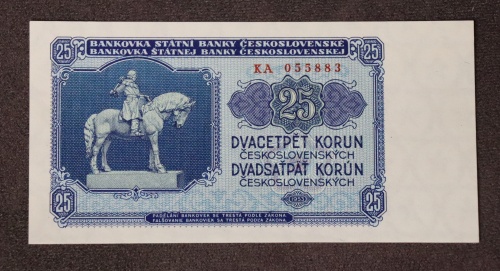 25
BANKOVKA STÁTNÍ BANKY ČESKOSLOVENSKÉ
BANKOVKA ŠTÁTNEJ BANKY ČESKOSLOVENSKEJ
25
KA 055883
25
DVACETPĚT KORUN
ČESKOSLOVENSKÝCH
DVADSAŤPÄŤ KORÚN
ČESKOSLOVENSKÝCH
1953
25
PADĚLÁNÍ BANKOVEK SE TRESTÁ PODLE ZÁKONA
FALŠOVANIE BANKOVIEK SA TRESTÁ PODĽA ZÁKONA
25